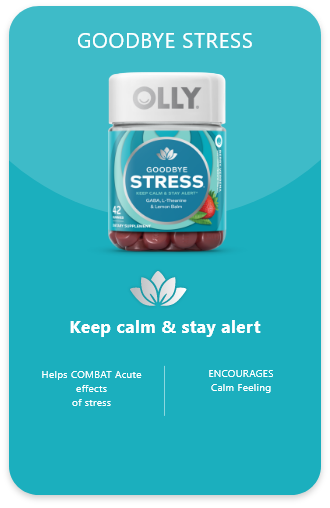 GOODBYE STRESS
OLLY.
GOODBYE
STRESS
KEEP CALM & STAY ALERT
GABA, L-Theanine
& Lemon Balm
42
DIETARY SUPPLEMENT
Keep calm & stay alert
Helps COMBAT Acute
effects
of stress
ENCOURAGES
Calm Feeling